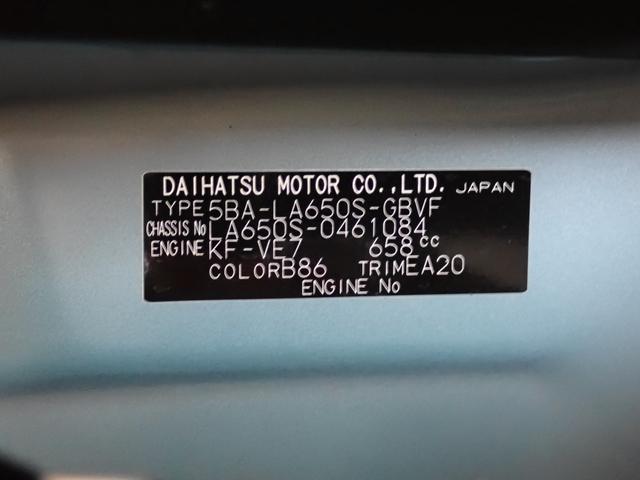 DAIHATSU MOTOR CO.,LTD. JAPAN
TYPE 5BA-LA650S-GBVF
CHASSIS No LA650S-0461084
ENGINE KF-VE7 658cc
COLOR B86 TRIM EA20
ENGINE No